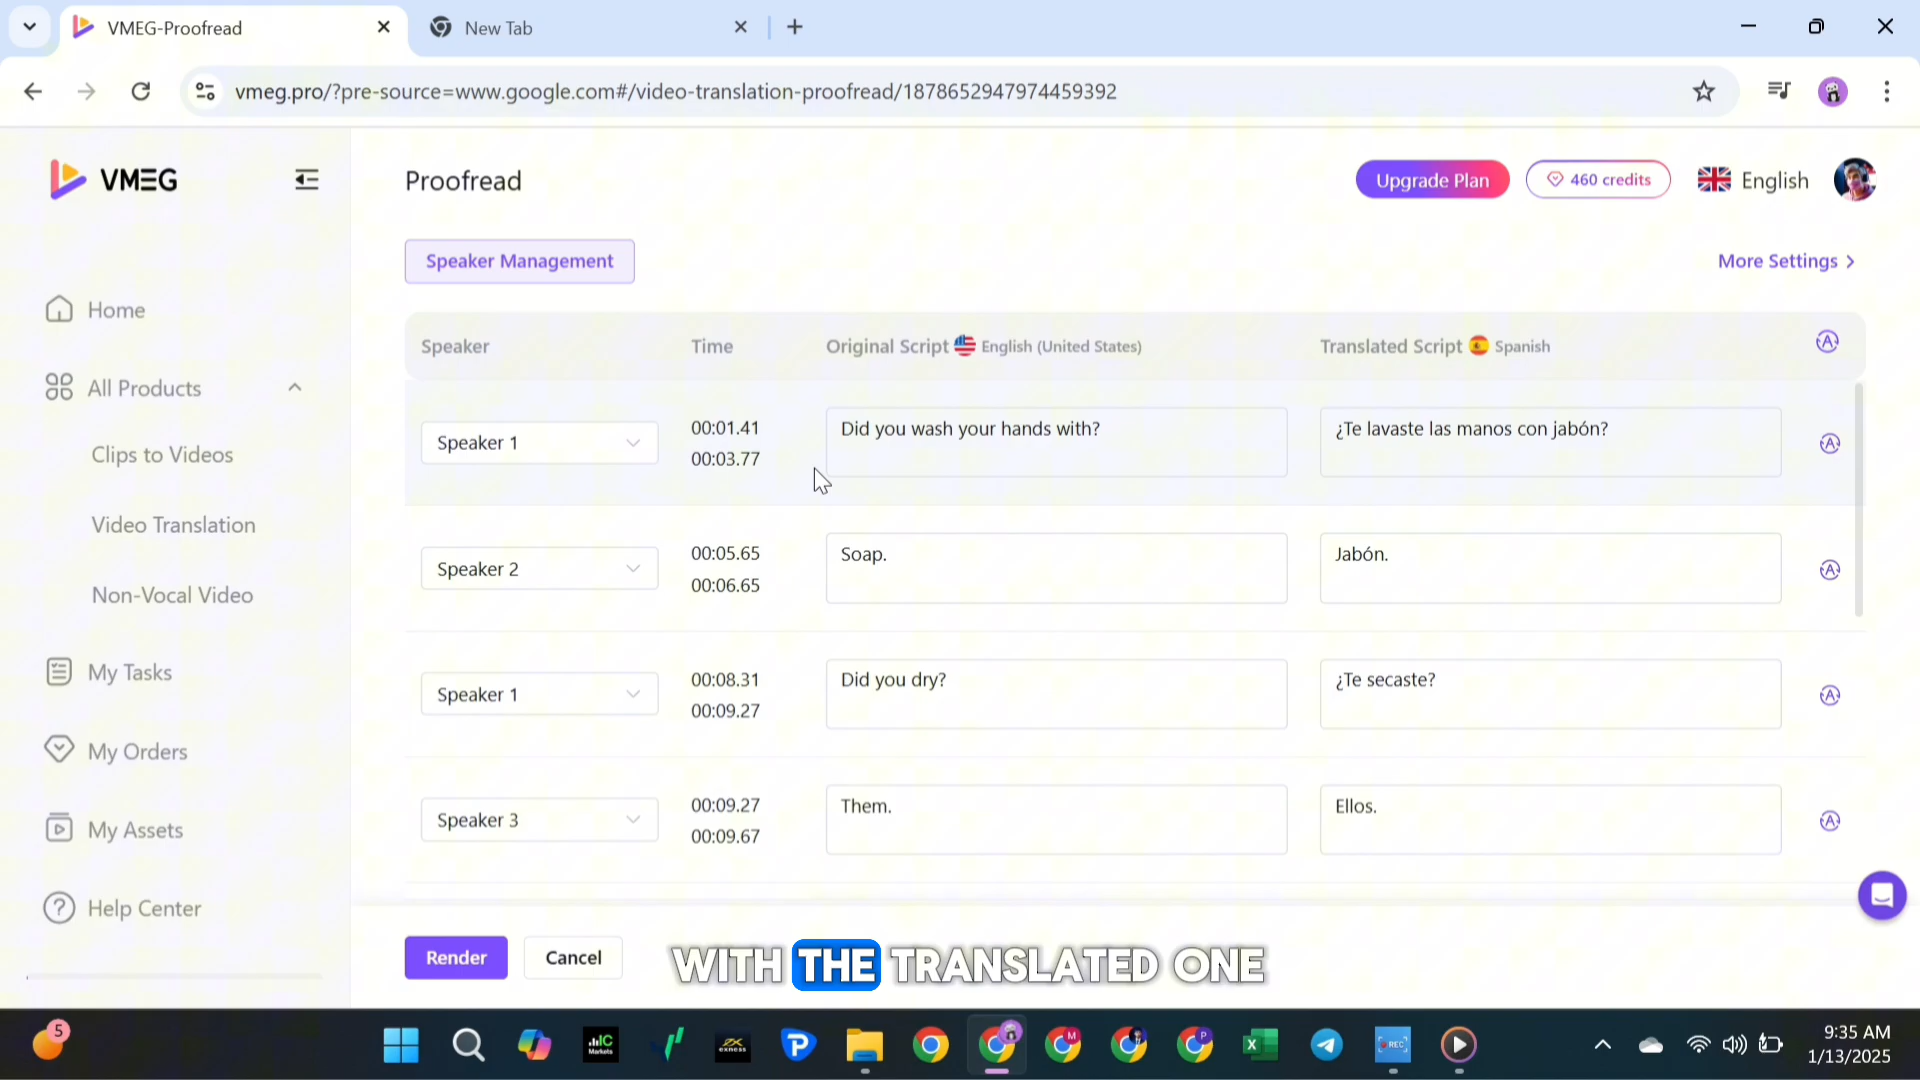 VMEG-Proofread
New Tab
vmeg.pro/?pre-source=www.google.com#/video-translation-proofread/1878652947974459392
VMEG
Proofread
Upgrade Plan
460 credits
English
Speaker Management
More Settings >
Home
All Products
Clips to Videos
Video Translation
Non-Vocal Video
My Tasks
My Orders
My Assets
Help Center
Speaker Time Original Script English (United States) Translated Script Spanish
Speaker 1
00:01.41
00:03.77
Did you wash your hands with?
¿Te lavaste las manos con jabón?
Speaker 2
00:05.65
00:06.65
Soap.
Jabón.
Speaker 1
00:08.31
00:09.27
Did you dry?
¿Te secaste?
Speaker 3
00:09.27
00:09.67
Them.
Ellos.
Render
Cancel
WITH THE TRANSLATED ONE
5
IC
Markets
exness
M
P
REC
9:35 AM
1/13/2025